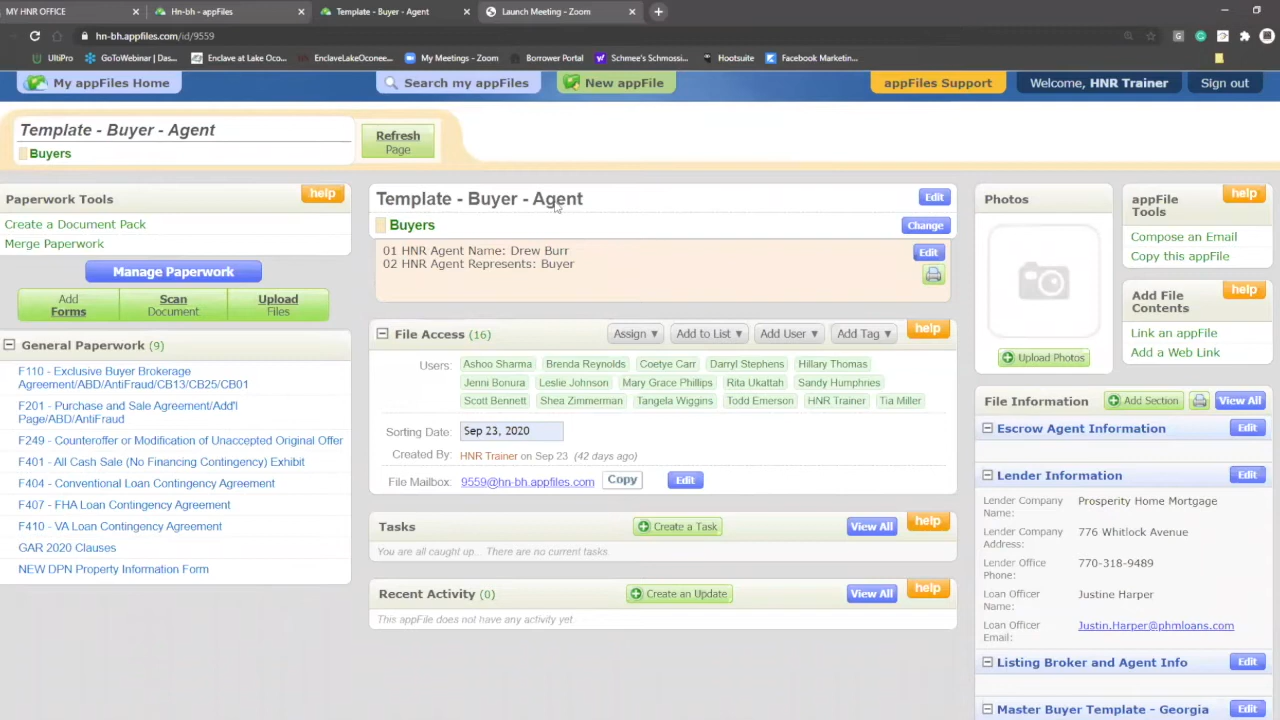 MY HNR OFFICE
Hn-bh - appFiles
Template - Buyer - Agent
Launch Meeting - Zoom
hn-bh.appfiles.com/id/9559
UltiPro
GoToWebinar | Das...
Enclave at Lake Oco...
EnclaveLakeOconee...
My Meetings - Zoom
Borrower Portal
Schmee's Schmossi...
Hootsuite
Facebook Marketin...
My appFiles Home
Search my appFiles
New appFile
appFiles Support
Welcome, HNR Trainer
Sign out
Template - Buyer - Agent
Buyers
Refresh
Page
Paperwork Tools
help
Create a Document Pack
Merge Paperwork
Manage Paperwork
Add
Forms
Scan
Document
Upload
Files
General Paperwork (9)
F110 - Exclusive Buyer Brokerage
Agreement/ABD/AntiFraud/CB13/CB25/CB01
F201 - Purchase and Sale Agreement/Add'l
Page/ABD/AntiFraud
F249 - Counteroffer or Modification of Unaccepted Original Offer
F401 - All Cash Sale (No Financing Contingency) Exhibit
F404 - Conventional Loan Contingency Agreement
F407 - FHA Loan Contingency Agreement
F410 - VA Loan Contingency Agreement
GAR 2020 Clauses
NEW DPN Property Information Form
Template - Buyer - Agent
Edit
Buyers
Change
01 HNR Agent Name: Drew Burr
02 HNR Agent Represents: Buyer
Edit
File Access (16)
Assign ▾
Add to List ▾
Add User ▾
Add Tag ▾
help
Users:
Ashoo Sharma
Brenda Reynolds
Coetye Carr
Darryl Stephens
Hillary Thomas
Jenni Bonura
Leslie Johnson
Mary Grace Phillips
Rita Ukattah
Sandy Humphries
Scott Bennett
Shea Zimmerman
Tangela Wiggins
Todd Emerson
HNR Trainer
Tia Miller
Sorting Date:
Sep 23, 2020
Created By:
HNR Trainer on Sep 23 (42 days ago)
File Mailbox:
9559@hn-bh.appfiles.com
Copy
Edit
Tasks
Create a Task
View All
help
You are all caught up... There are no current tasks.
Recent Activity (0)
Create an Update
View All
help
This appFile does not have any activity yet
Photos
Upload Photos
appFile
Tools
help
Compose an Email
Copy this appFile
Add File
Contents
help
Link an appFile
Add a Web Link
File Information
Add Section
View All
Escrow Agent Information
Edit
Lender Information
Edit
Lender Company
Name:
Prosperity Home Mortgage
Lender Company
Address:
776 Whitlock Avenue
Lender Office
Phone:
770-318-9489
Loan Officer
Name:
Justine Harper
Loan Officer
Email:
Justin.Harper@phmloans.com
Listing Broker and Agent Info
Edit
Master Buyer Template - Georgia
Edit